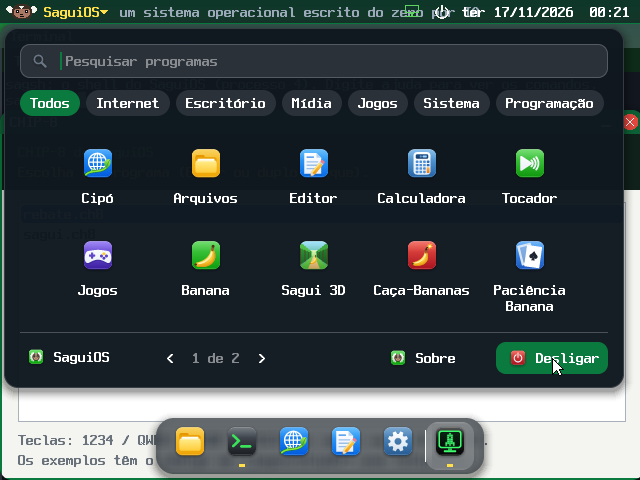 SaguiOS um sistema operacional escrito do zero por ter 17/11/2026 00:21
Pesquisar programas
Todos Internet Escritório Mídia Jogos Sistema Programação
Cipó Arquivos Editor Calculadora Tocador
Jogos Banana Sagui 3D Caça-Bananas Paciência
Banana
SaguiOS 1 de 2 Sobre Desligar
Teclas: 1234 /
Os exemplos têm o